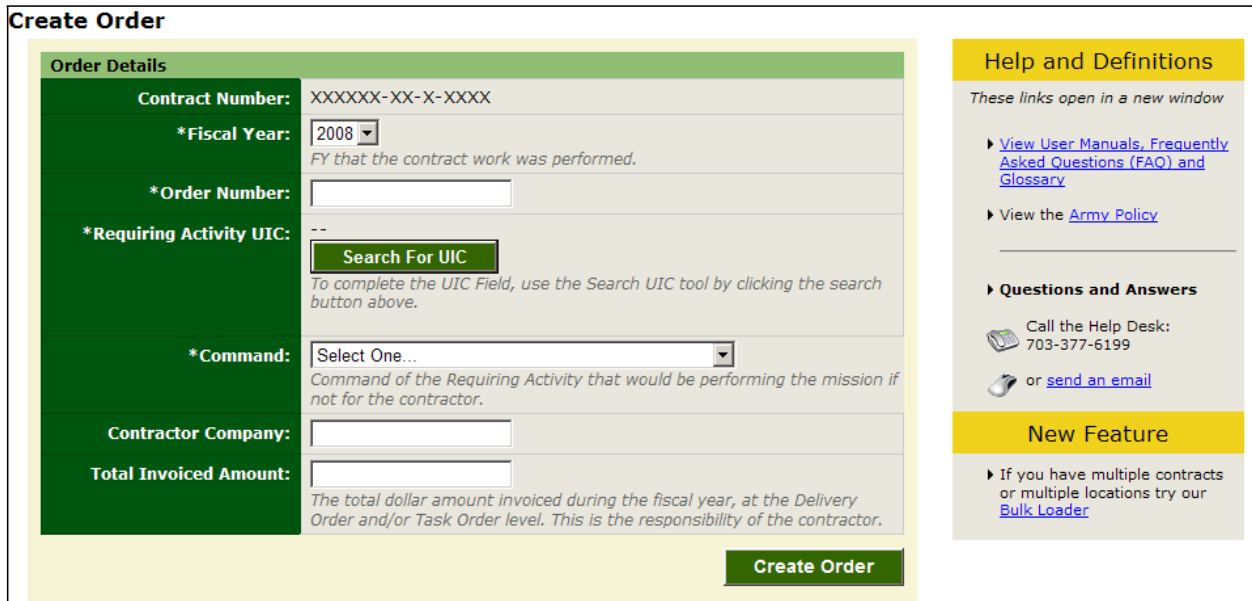 Create Order
Order Details
Contract Number: XXXXXX-XX-X-XXXX
*Fiscal Year: 2008
FY that the contract work was performed.
*Order Number:
*Requiring Activity UIC: --
Search For UIC
To complete the UIC Field, use the Search UIC tool by clicking the search
button above.
*Command: Select One...
Command of the Requiring Activity that would be performing the mission if
not for the contractor.
Contractor Company:
Total Invoiced Amount:
The total dollar amount invoiced during the fiscal year, at the Delivery
Order and/or Task Order level. This is the responsibility of the contractor.
Create Order
Help and Definitions
These links open in a new window
View User Manuals, Frequently
Asked Questions (FAQ) and
Glossary
View the Army Policy
Questions and Answers
Call the Help Desk:
703-377-6199
or send an email
New Feature
If you have multiple contracts
or multiple locations try our
Bulk Loader